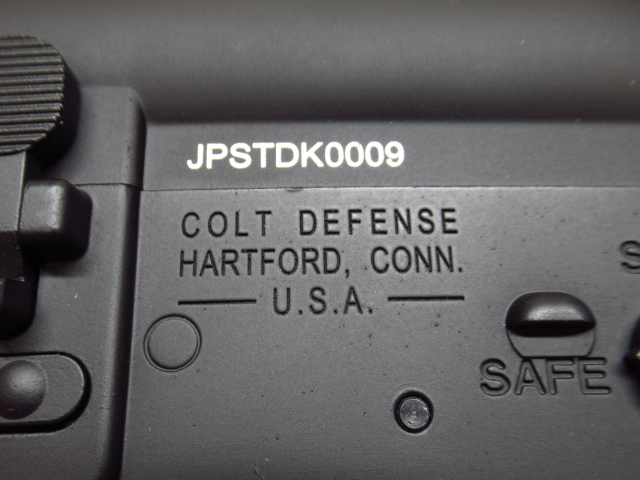 JPSTDK0009
COLT DEFENSE
HARTFORD, CONN.
U.S.A.
SAFE
S